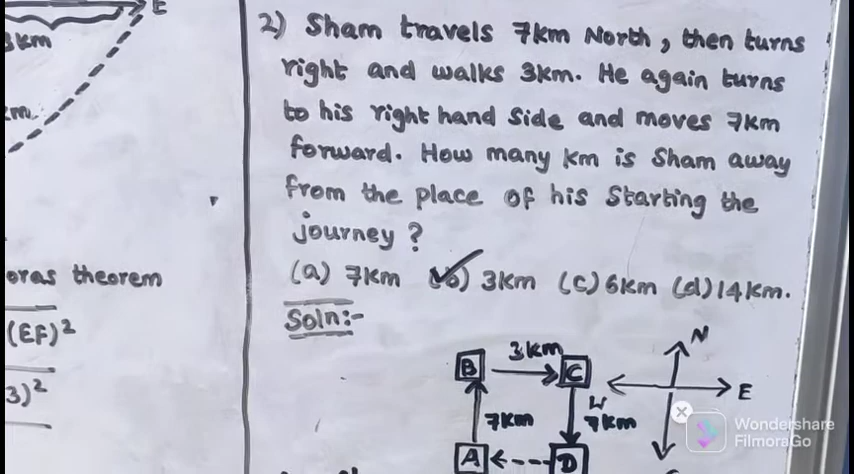 E
3km
m.
oras theorem
(EF)²
3)²
2) Sham travels 7km North, then turns
right and walks 3km. He again turns
to his right hand side and moves 7km
forward. How many km is Sham away
from the place of his Starting the
journey?
(a) 7km (b) 3km (c) 6km (d) 14km.
Soln:-
B 3km C
N
W E
7km 7km
A D
Wondershare
FilmoraGo